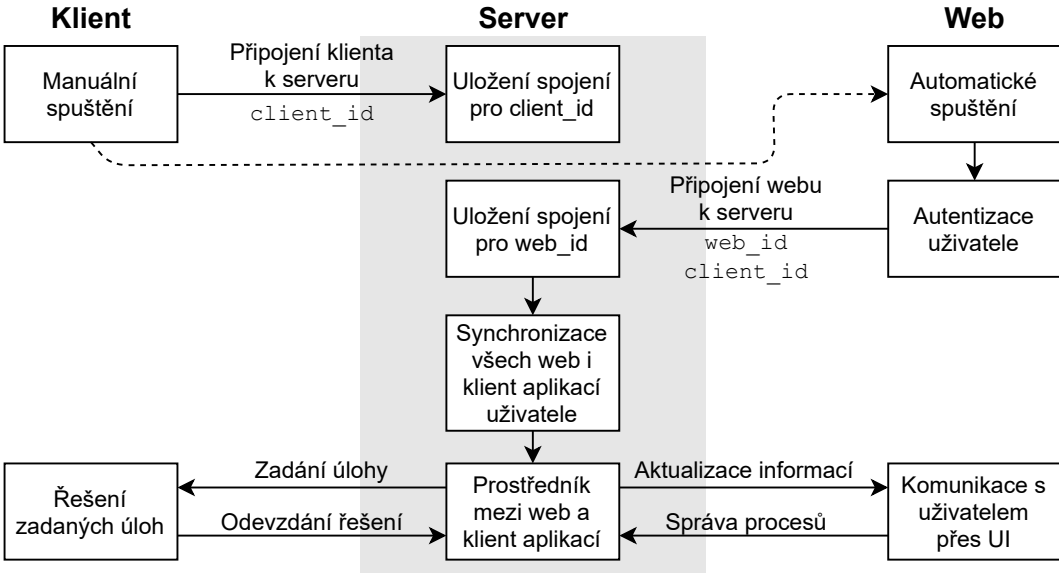 Klient
Server
Web
Manuální
spuštění
Připojení klienta
k serveru
client_id
Uložení spojení
pro client_id
Automatické
spuštění
Uložení spojení
pro web_id
Připojení webu
k serveru
web_id
client_id
Autentizace
uživatele
Synchronizace
všech web i
klient aplikací
uživatele
Řešení
zadaných úloh
Zadání úlohy
Odevzdání řešení
Prostředník
mezi web a
klient aplikací
Aktualizace informací
Správa procesů
Komunikace s
uživatelem
přes UI